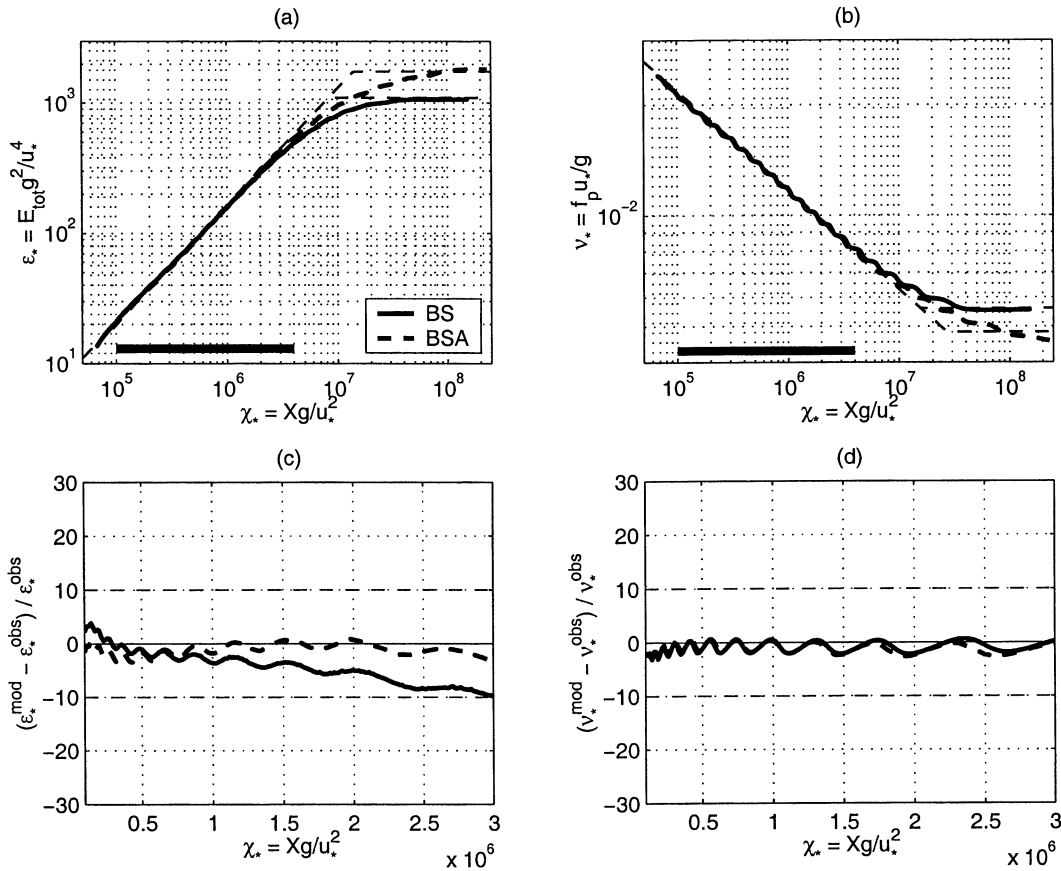 (a)
ε* = E_tot g²/u*⁴
10³
10²
10¹
10⁵
10⁶
10⁷
10⁸
χ* = Xg/u*²
BS
BSA
(b)
ν* = f_p u*/g
10⁻²
10⁵
10⁶
10⁷
10⁸
χ* = Xg/u*²
(c)
(ε*^mod − ε*^obs) / ε*^obs
30
20
10
0
−10
−20
−30
0.5
1
1.5
2
2.5
3
χ* = Xg/u*²
x 10⁶
(d)
(ν*^mod − ν*^obs) / ν*^obs
30
20
10
0
−10
−20
−30
0.5
1
1.5
2
2.5
3
χ* = Xg/u*²
x 10⁶